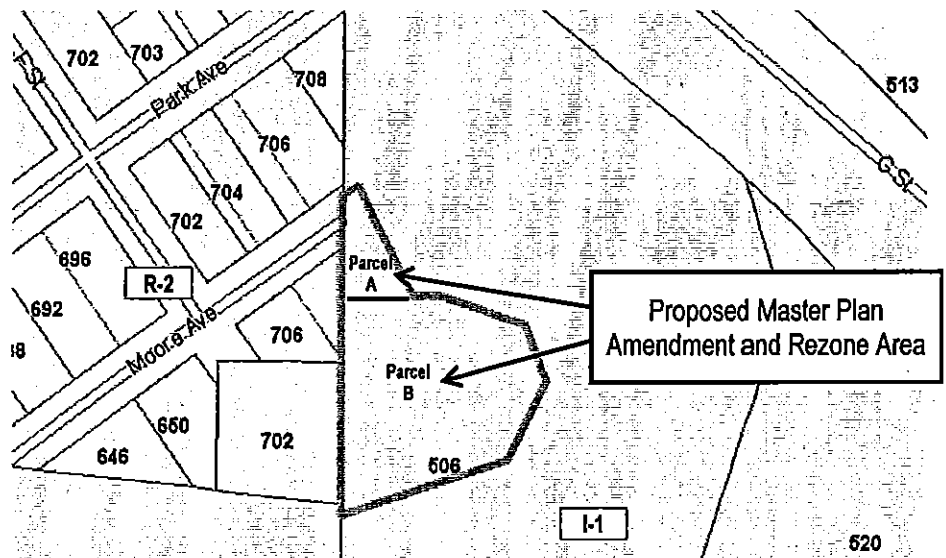 702
703
708
Park Ave
F St
706
704
702
513
G St
696
R-2
692
Moore Ave
706
650
646
702
Parcel
A
Parcel
B
506
Proposed Master Plan
Amendment and Rezone Area
I-1
520